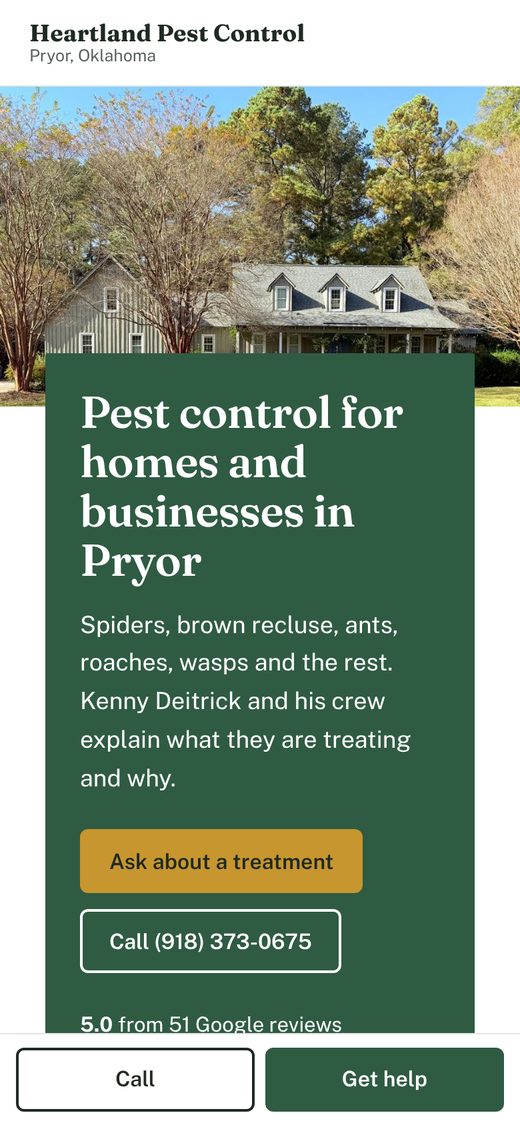 Heartland Pest Control
Pryor, Oklahoma
Pest control for
homes and
businesses in
Pryor
Spiders, brown recluse, ants,
roaches, wasps and the rest.
Kenny Deitrick and his crew
explain what they are treating
and why.
Ask about a treatment
Call (918) 373-0675
5.0 from 51 Google reviews
Call
Get help